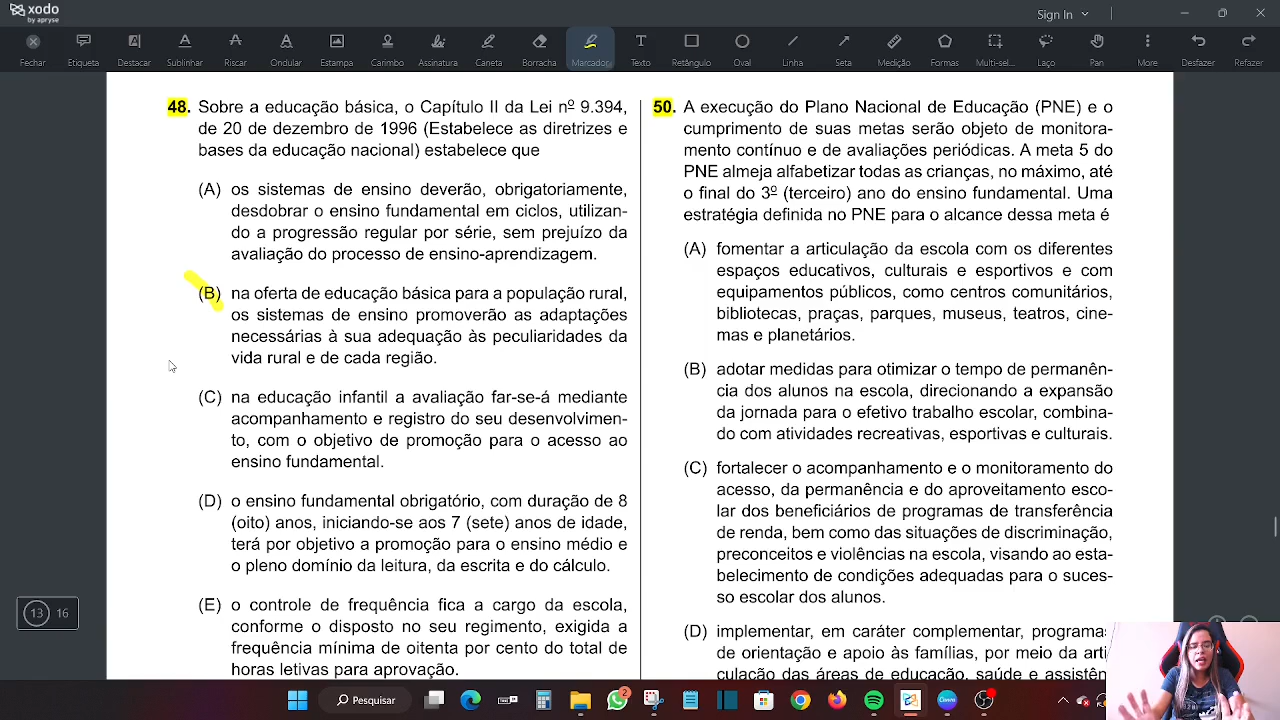 xodo
by apryse
Sign In
Fechar
Etiqueta
Destacar
Sublinhar
Riscar
Ondulado
Estampa
Carimbo
Assinatura
Caneta
Borracha
Marcador
Texto
Retângulo
Oval
Linha
Seta
Medição
Formas
Multi-sel...
Laço
Panorâmica
Mais
Desfazer
Refazer
48. Sobre a educação básica, o Capítulo II da Lei nº 9.394,
de 20 de dezembro de 1996 (Estabelece as diretrizes e
bases da educação nacional) estabelece que
(A) os sistemas de ensino deverão, obrigatoriamente,
desdobrar o ensino fundamental em ciclos, utilizan-
do a progressão regular por série, sem prejuízo da
avaliação do processo de ensino-aprendizagem.
(B) na oferta de educação básica para a população rural,
os sistemas de ensino promoverão as adaptações
necessárias à sua adequação às peculiaridades da
vida rural e de cada região.
(C) na educação infantil a avaliação far-se-á mediante
acompanhamento e registro do seu desenvolvimen-
to, com o objetivo de promoção para o acesso ao
ensino fundamental.
(D) o ensino fundamental obrigatório, com duração de 8
(oito) anos, iniciando-se aos 7 (sete) anos de idade,
terá por objetivo a promoção para o ensino médio e
o pleno domínio da leitura, da escrita e do cálculo.
(E) o controle de frequência fica a cargo da escola,
conforme o disposto no seu regimento, exigida a
frequência mínima de oitenta por cento do total de
horas letivas para aprovação.
50. A execução do Plano Nacional de Educação (PNE) e o
cumprimento de suas metas serão objeto de monitora-
mento contínuo e de avaliações periódicas. A meta 5 do
PNE almeja alfabetizar todas as crianças, no máximo, até
o final do 3º (terceiro) ano do ensino fundamental. Uma
estratégia definida no PNE para o alcance dessa meta é
(A) fomentar a articulação da escola com os diferentes
espaços educativos, culturais e esportivos e com
equipamentos públicos, como centros comunitários,
bibliotecas, praças, parques, museus, teatros, cine-
mas e planetários.
(B) adotar medidas para otimizar o tempo de permanên-
cia dos alunos na escola, direcionando a expansão
da jornada para o efetivo trabalho escolar, combina-
do com atividades recreativas, esportivas e culturais.
(C) fortalecer o acompanhamento e o monitoramento do
acesso, da permanência e do aproveitamento esco-
lar dos beneficiários de programas de transferência
de renda, bem como das situações de discriminação,
preconceitos e violências na escola, visando ao esta-
belecimento de condições adequadas para o suces-
so escolar dos alunos.
(D) implementar, em caráter complementar, programas
de orientação e apoio às famílias, por meio da arti
culação das áreas de educação, saúde e assistên
13 16
Pesquisar
2
Canva